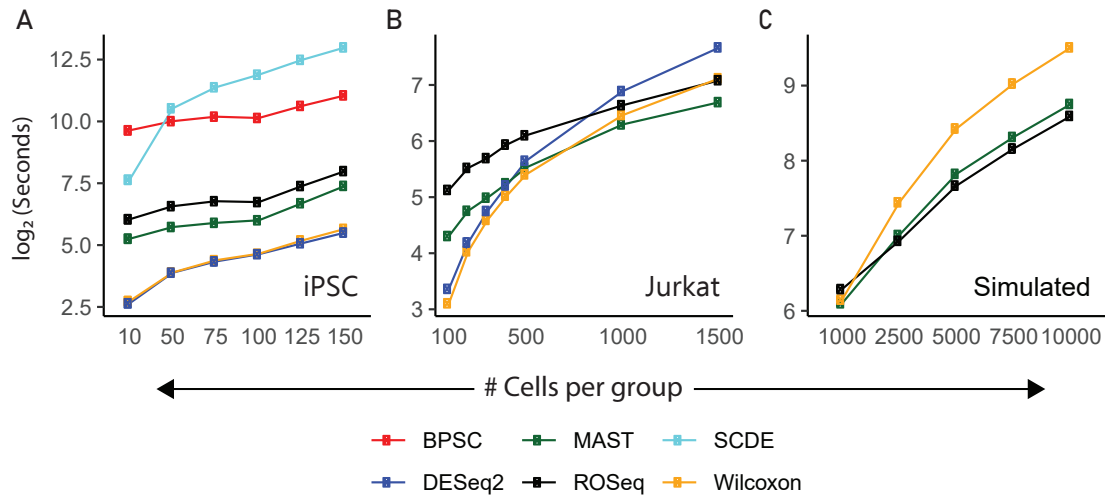 A
B
C
log2 (Seconds)
12.5
10.0
7.5
5.0
2.5
10 50 75 100 125 150
iPSC
7
6
5
4
3
100 500 1000 1500
Jurkat
9
8
7
6
1000 2500 5000 7500 10000
Simulated
# Cells per group
BPSC MAST SCDE
DESeq2 ROSeq Wilcoxon